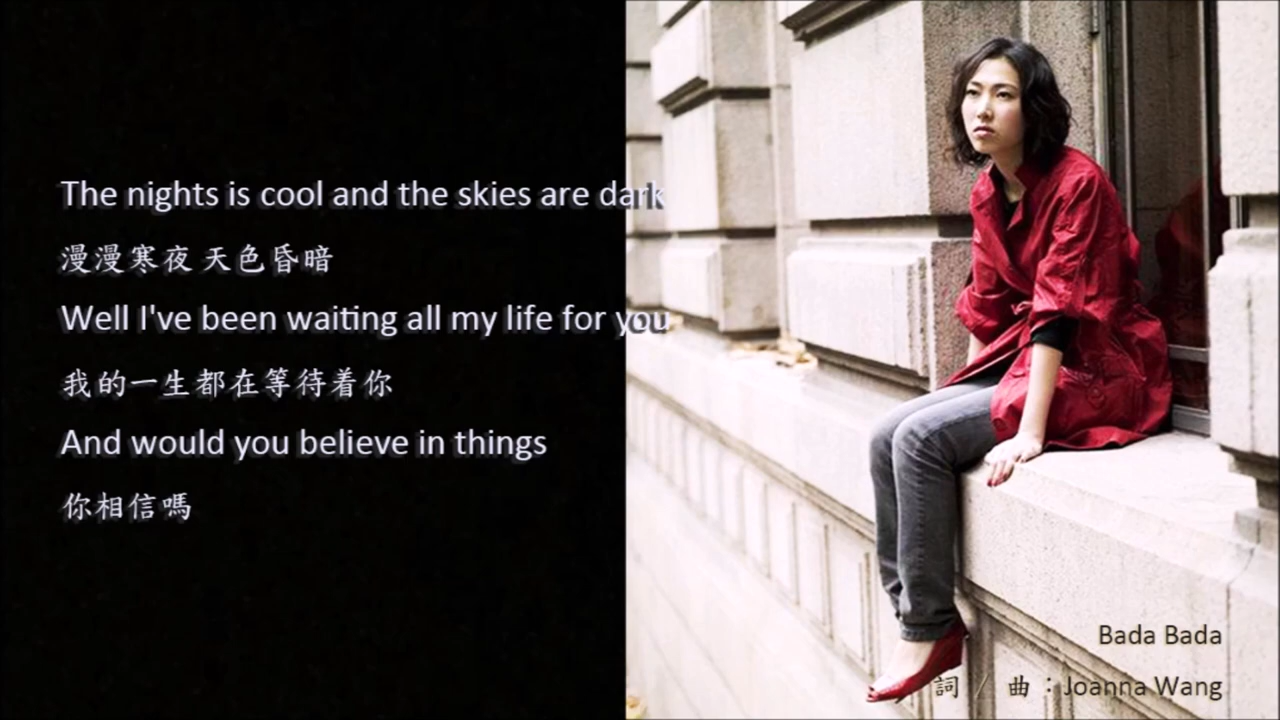 The nights is cool and the skies are dark
漫漫寒夜 天色昏暗
Well I've been waiting all my life for you
我的一生都在等待着你
And would you believe in things
你相信嗎
Bada Bada
詞 / 曲：Joanna Wang